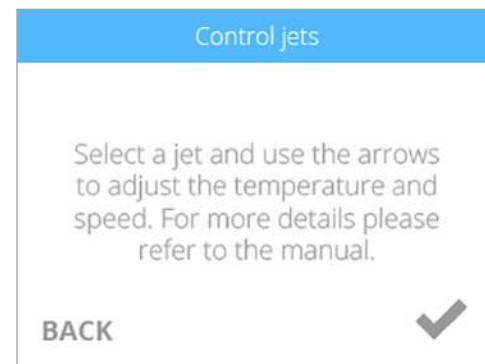 Control jets
Select a jet and use the arrows
to adjust the temperature and
speed. For more details please
refer to the manual.
BACK